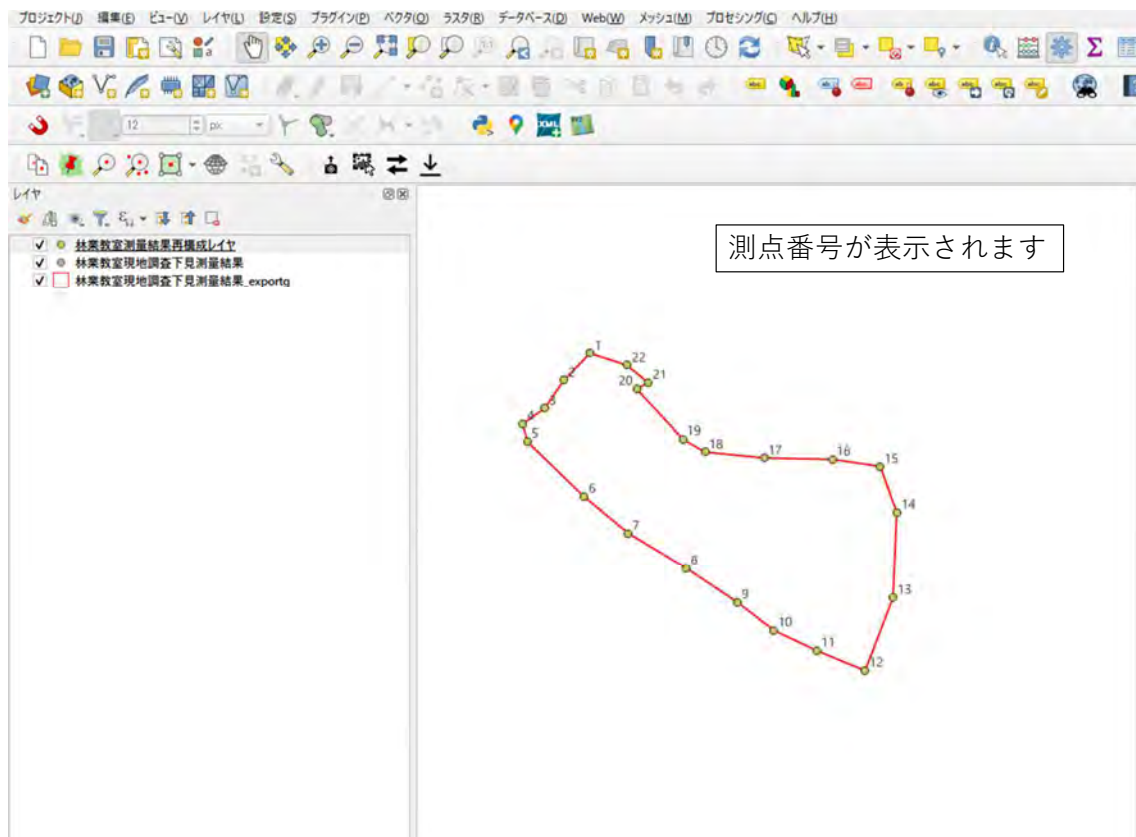 プロジェクト(J) 編集(E) ビュー(V) レイヤ(L) 設定(S) プラグイン(P) ベクタ(O) ラスタ(R) データベース(D) Web(W) メッシュ(M) プロセシング(C) ヘルプ(H)
12 px
XML
レイヤ
林業教室測量結果再構成レイヤ
林業教室現地調査下見測量結果
林業教室現地調査下見測量結果_exportq
測点番号が表示されます
1
22
2
20
21
3
4
5
19
18
17
16
15
6
14
7
8
9
13
10
11
12